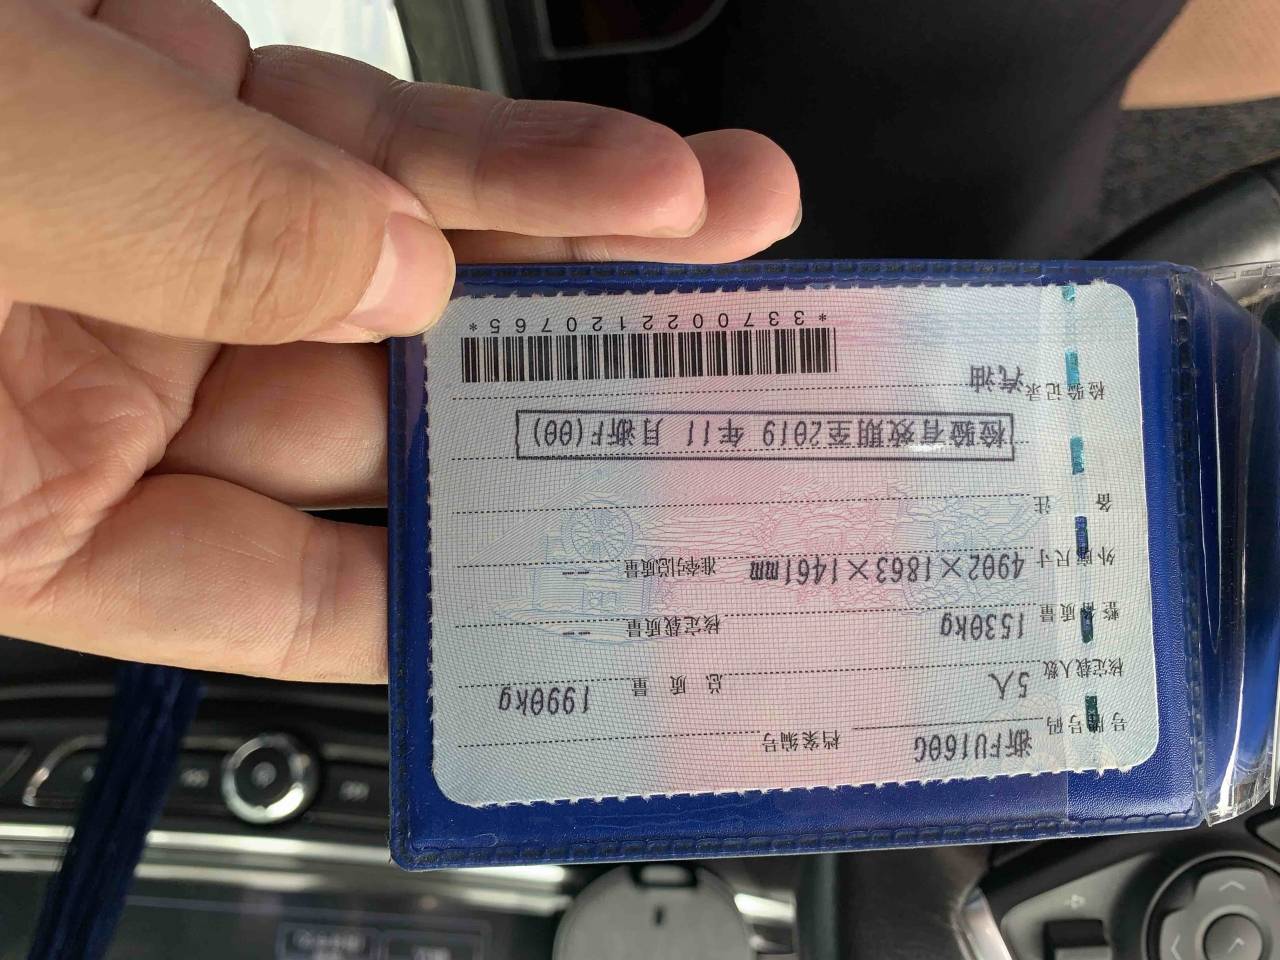 号牌号码 浙FU160G 档案编号
核定载人数 5人 总质量 1990kg
整备质量 1530kg 核定载质量 --
外廓尺寸 4902×1863×1461mm 准牵引总质量 --
备注
检验有效期至2019年11月浙F(00)
检验记录 汽油
*3370022120765*